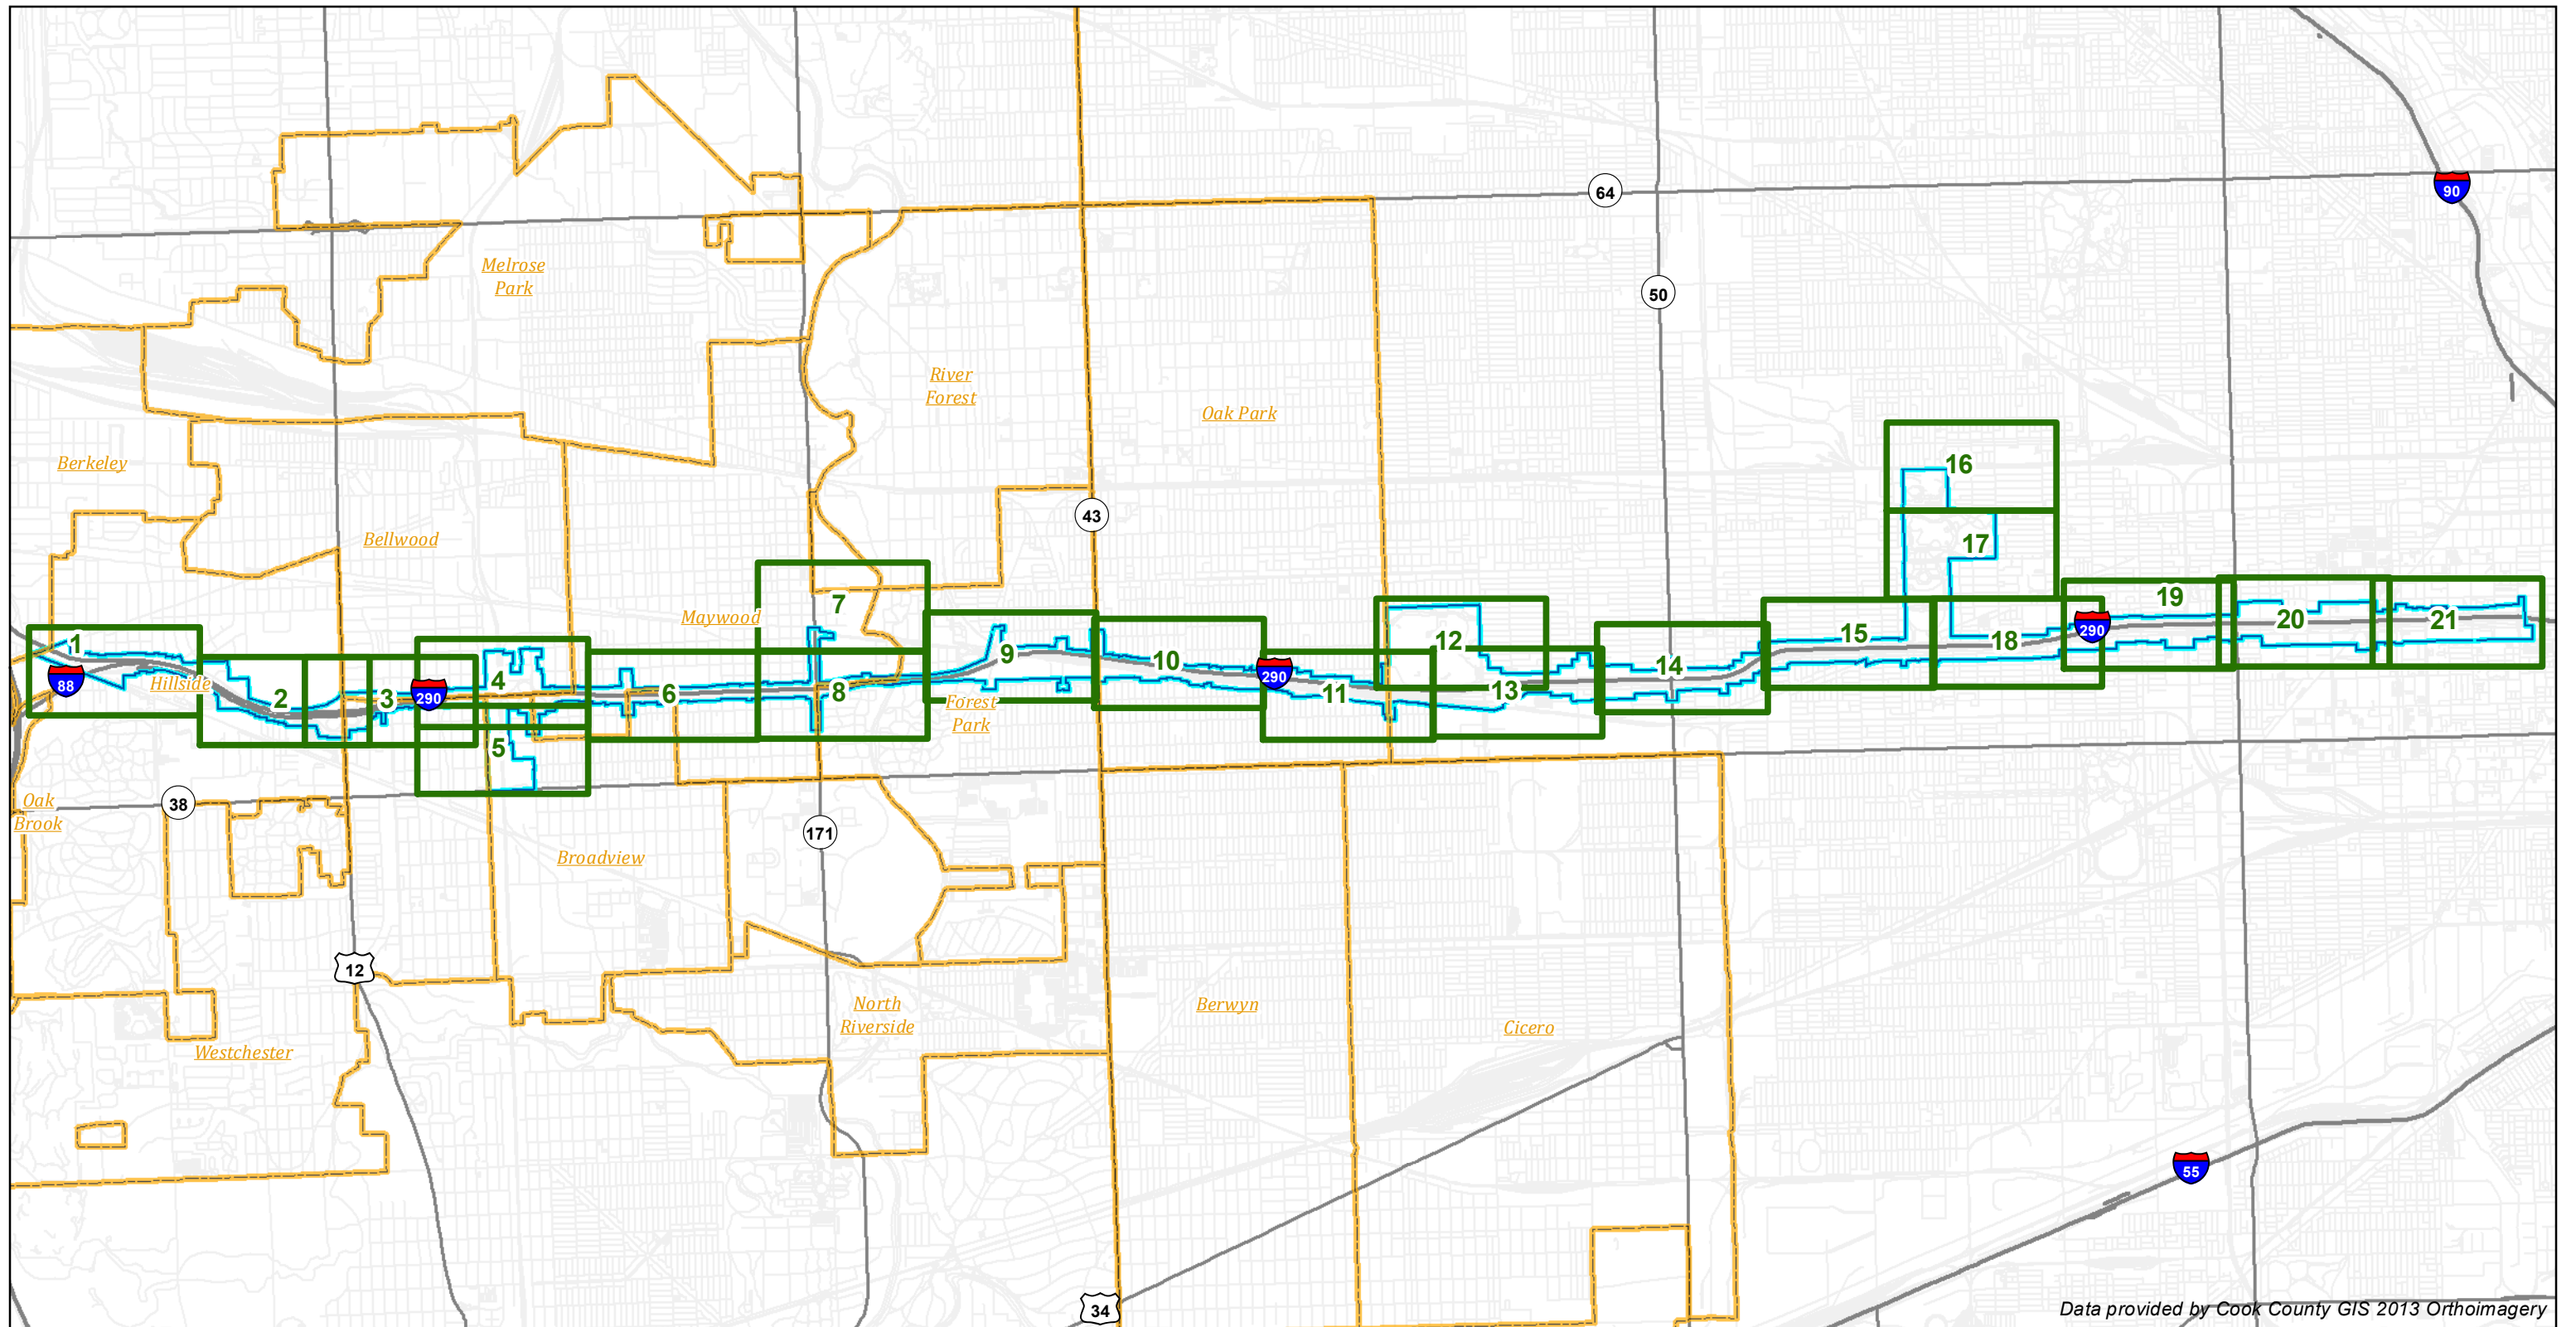 64
90
Melrose
Park
50
River
Forest
Oak Park
Berkeley
16
43
Bellwood
17
7
Maywood
1
88
Hillside
2
3
290
4
5
6
8
9
Forest
Park
10
290
11
12
13
14
15
18
290
19
20
21
Oak
Brook
38
171
Broadview
12
North
Riverside
Berwyn
Cicero
Westchester
55
34
Data provided by Cook County GIS 2013 Orthoimagery